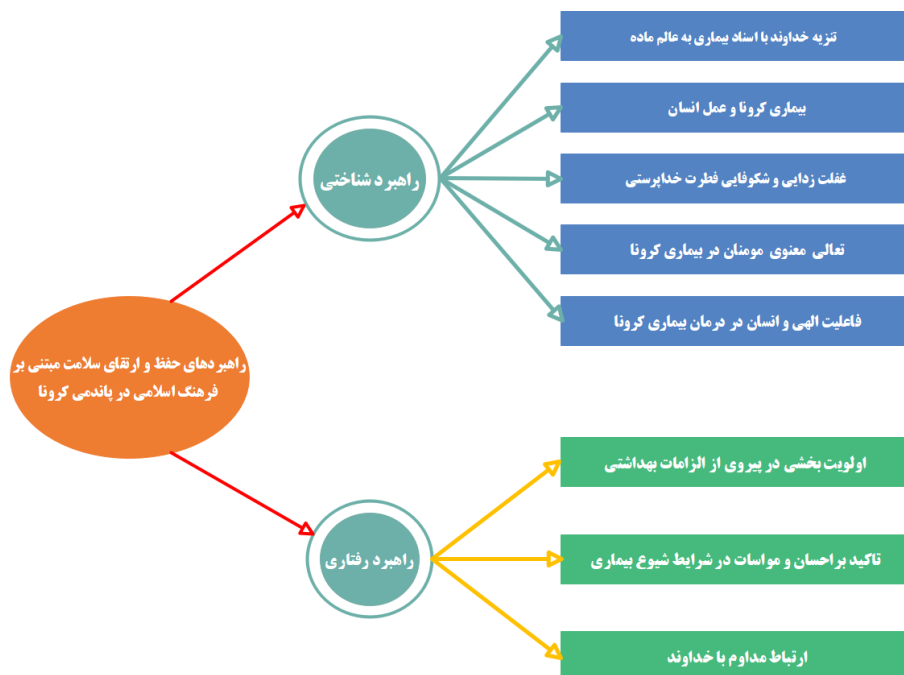 راهبردهای حفظ و ارتقای سلامت مبتنی بر
فرهنگ اسلامی در پاندمی کرونا
راهبرد شناختی
تنزیه خداوند با اسناد بیماری به عالم ماده
بیماری کرونا و عمل انسان
غفلت زدایی و شکوفایی فطرت خداپرستی
تعالی معنوی مومنان در بیماری کرونا
فاعلیت الهی و انسان در درمان بیماری کرونا
راهبرد رفتاری
اولویت بخشی در پیروی از الزامات بهداشتی
تاکید براحسان و مواسات در شرایط شیوع بیماری
ارتباط مداوم با خداوند